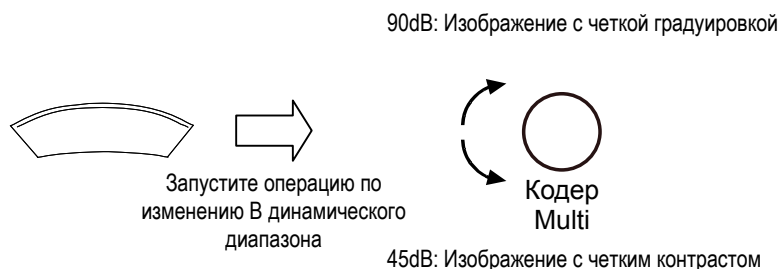 90dB: Изображение с четкой градуировкой
Запустите операцию по
изменению В динамического
диапазона
Кодер
Multi
45dB: Изображение с четким контрастом